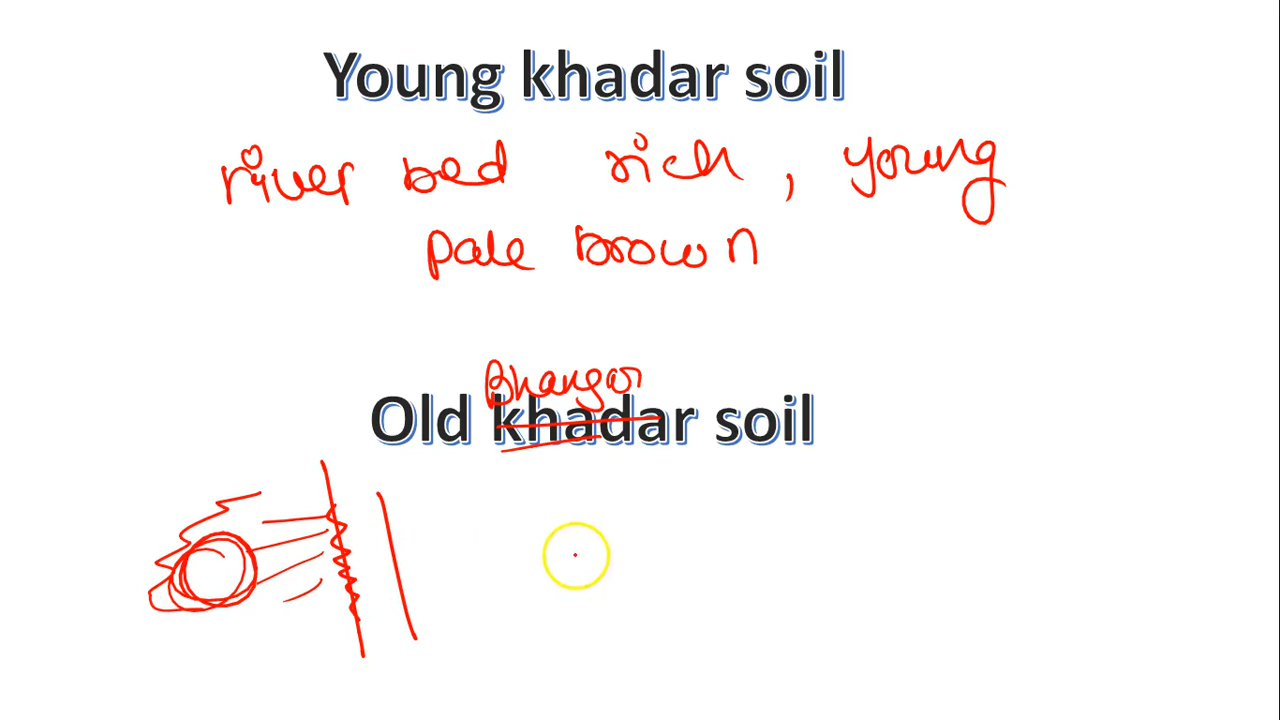 Young khadar soil
river bed rich, young
pale brown
Bhangar
Old khadar soil